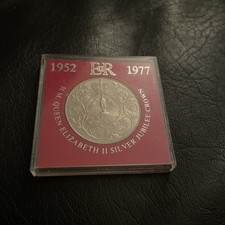 1952 EIIR 1977
H.M. QUEEN ELIZABETH II SILVER JUBILEE CROWN